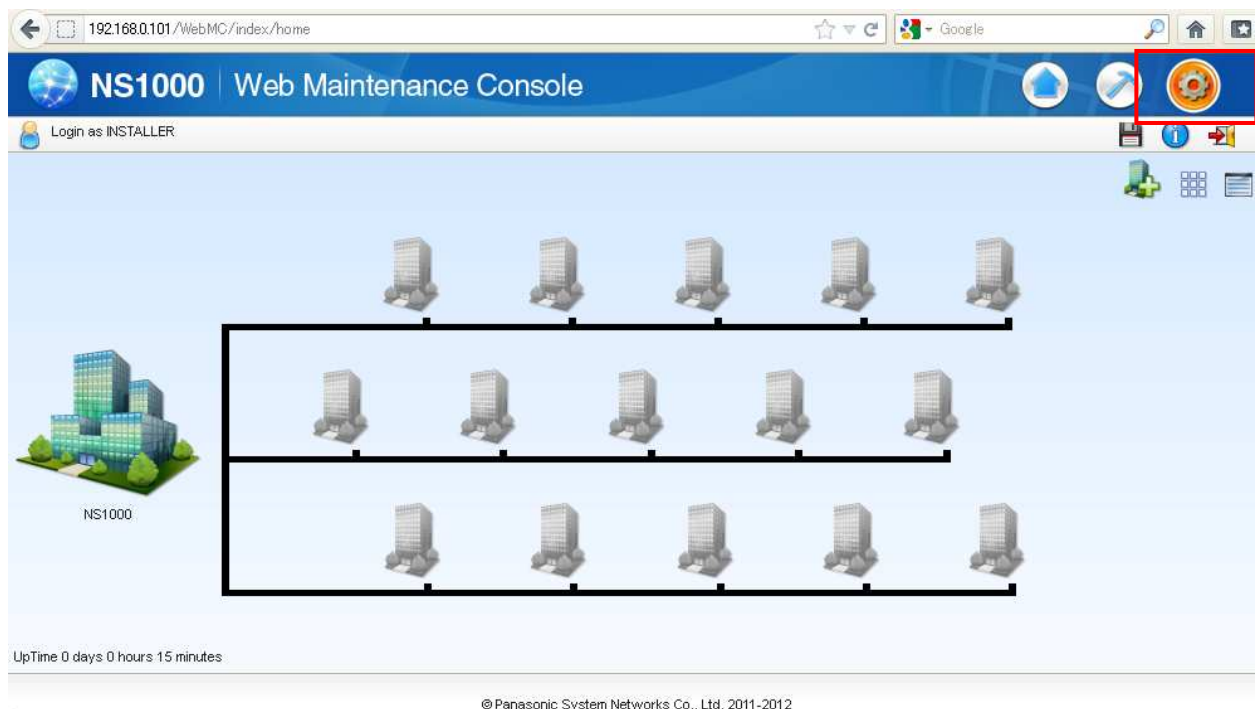 192.168.0.101/WebMC/index/home
Google
NS1000 Web Maintenance Console
Login as INSTALLER
NS1000
UpTime 0 days 0 hours 15 minutes
© Panasonic System Networks Co., Ltd. 2011-2012